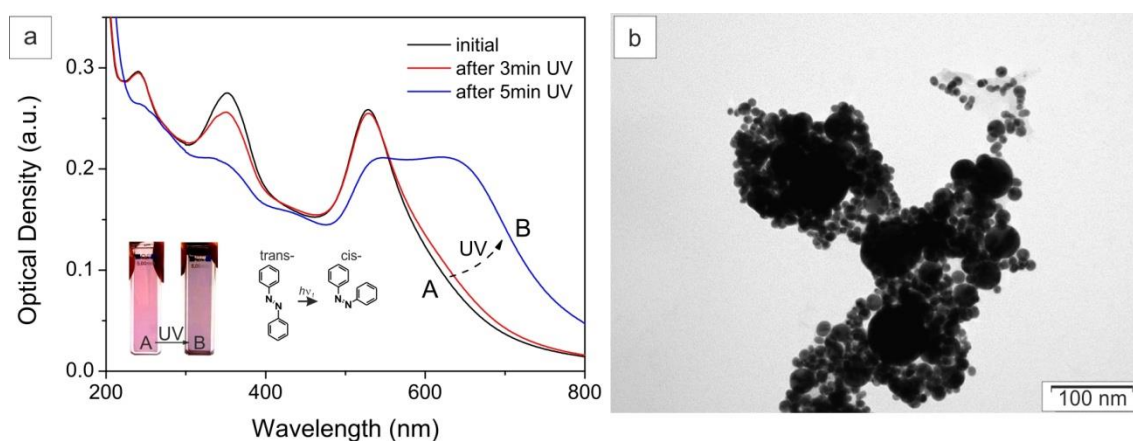 a
initial
after 3min UV
after 5min UV
0.3
0.2
0.1
0.0
Optical Density (a.u.)
200
400
600
800
Wavelength (nm)
A
UV
B
A
UV
B
trans-
cis-
N
N
hν,
N
N
b
100 nm